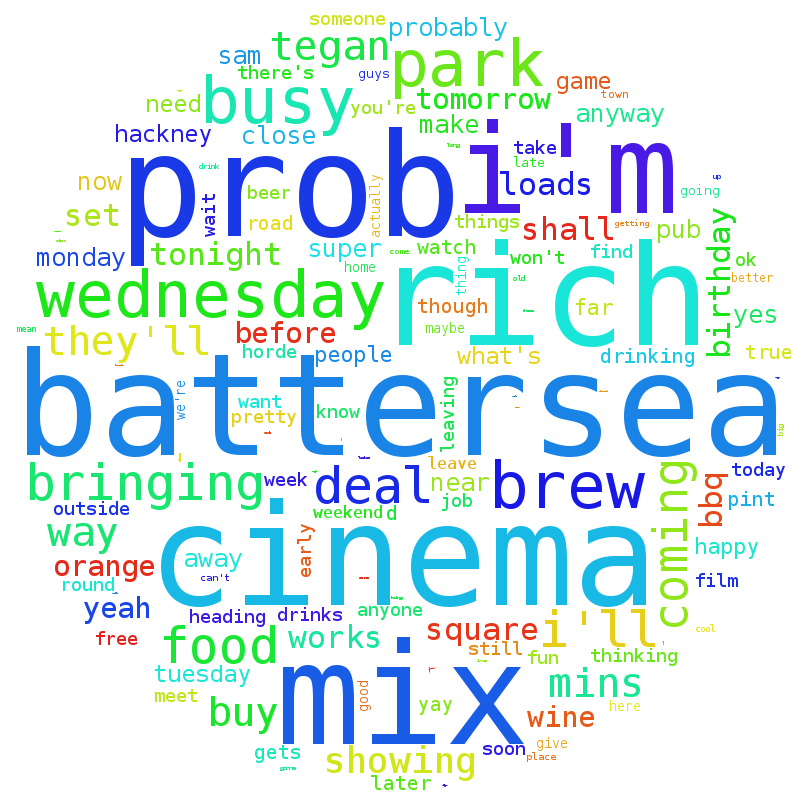 someone
probably
tegan
park
sam
there's
guys
game
town
busy
need
you're
tomorrow
anyway
hackney
close
make
take
late
prob
i'm
loads
now
wait
beer
actually
going
set
road
things
shall
pub
birthday
monday
tonight
super
watch
won't
find
ok
come
home
thing
old
better
wednesday
rich
though
far
yes
maybe
they'll
before
mean
horde
people
what's
drinking
true
battersea
we're
want
pretty
know
leaving
big
bringing
week
deal
leave
near
brew
coming
bbq
today
outside
weekend
d
job
pint
way
away
early
cinema
happy
orange
round
can't
film
yeah
heading
drinks
anyone
free
food
works
square
i'll
cool
still
fun
thinking
tuesday
mix
mins
meet
good
yay
here
buy
wine
gets
showing
soon
give
place
later